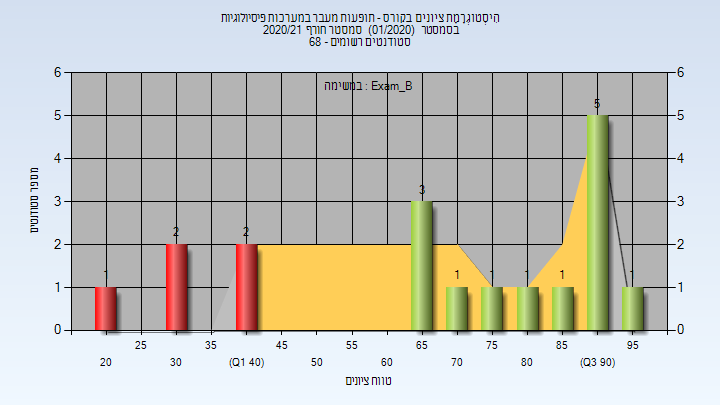 הִיסְטוֹגְרָמַת ציונים בקורס - תופעות מעבר במערכות פיסיולוגיות
בסמסטר (01/2020) סמסטר חורף 2020/21
סטודנטים רשומים - 68
במשימה : Exam_B
מספר סטודנטים
6 6
5 5
4 4
3 3
2 2
1 1
0 0
1 2 2 3 1 1 1 1 5 1
25 35 45 55 65 75 85 95
20 30 (Q1 40) 50 60 70 80 (Q3 90)
טווח ציונים